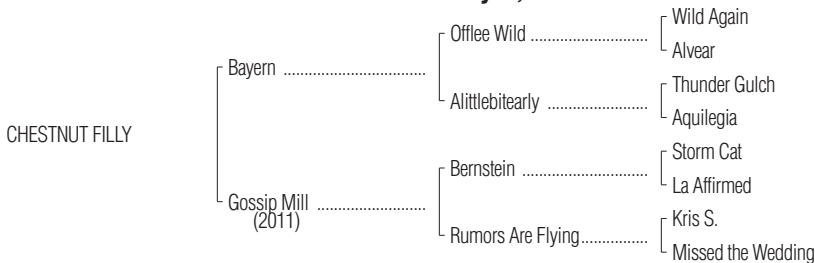 Wild Again
Offlee Wild ............................
Alvear
Bayern ..................................
Thunder Gulch
Alittlebitearly ........................
Aquilegia
CHESTNUT FILLY
Storm Cat
Bernstein ..............................
La Affirmed
Gossip Mill ..........................
(2011)
Kris S.
Rumors Are Flying................
Missed the Wedding